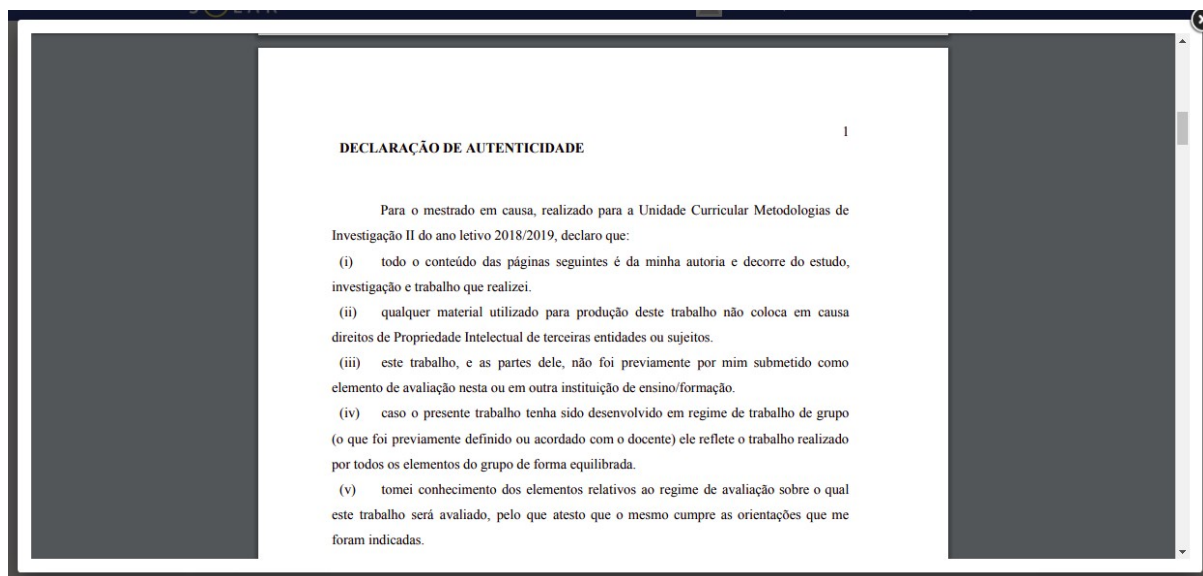 1
DECLARAÇÃO DE AUTENTICIDADE
Para o mestrado em causa, realizado para a Unidade Curricular Metodologias de
Investigação II do ano letivo 2018/2019, declaro que:
(i) todo o conteúdo das páginas seguintes é da minha autoria e decorre do estudo,
investigação e trabalho que realizei.
(ii) qualquer material utilizado para produção deste trabalho não coloca em causa
direitos de Propriedade Intelectual de terceiras entidades ou sujeitos.
(iii) este trabalho, e as partes dele, não foi previamente por mim submetido como
elemento de avaliação nesta ou em outra instituição de ensino/formação.
(iv) caso o presente trabalho tenha sido desenvolvido em regime de trabalho de grupo
(o que foi previamente definido ou acordado com o docente) ele reflete o trabalho realizado
por todos os elementos do grupo de forma equilibrada.
(v) tomei conhecimento dos elementos relativos ao regime de avaliação sobre o qual
este trabalho será avaliado, pelo que atesto que o mesmo cumpre as orientações que me
foram indicadas.